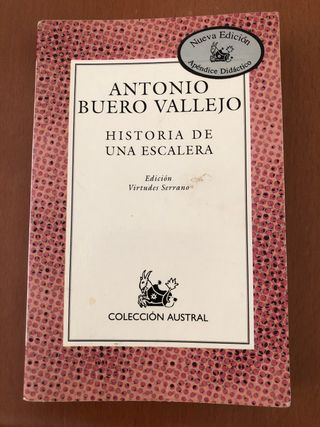 Nueva Edición
Apéndice Didáctico
ANTONIO
BUERO VALLEJO
HISTORIA DE
UNA ESCALERA
Edición
Virtudes Serrano
COLECCIÓN AUSTRAL